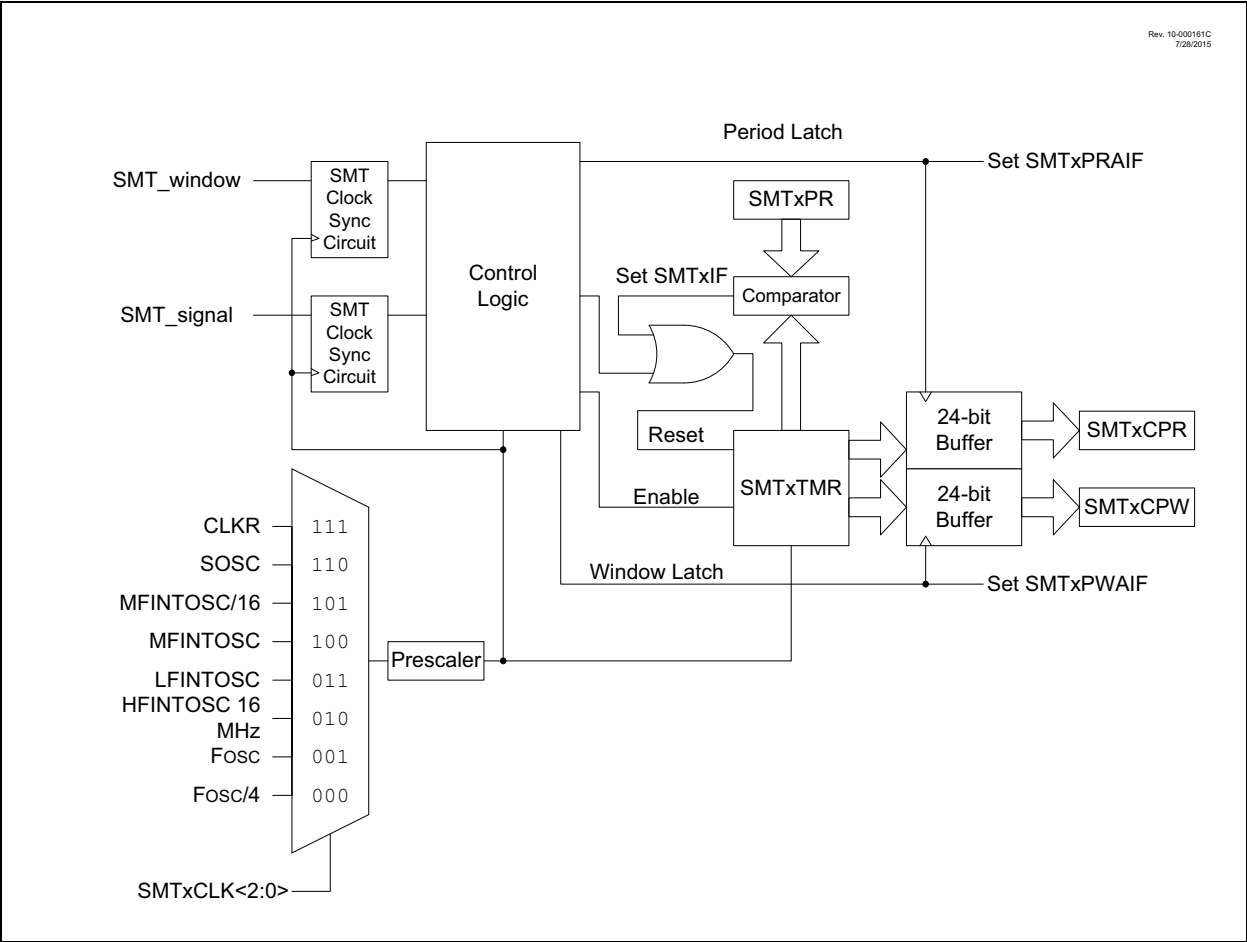 Rev. 10-000161C
7/28/2015
Period Latch
Set SMTxPRAIF
SMT_window
SMT
Clock
Sync
Circuit
SMTxPR
Control
Logic
Set SMTxIF
Comparator
SMT_signal
SMT
Clock
Sync
Circuit
24-bit
Buffer
SMTxCPR
Reset
SMTxTMR
Enable
24-bit
Buffer
SMTxCPW
Window Latch
Set SMTxPWAIF
CLKR 111
SOSC 110
MFINTOSC/16 101
MFINTOSC 100
LFINTOSC 011
HFINTOSC 16
MHz 010
FOSC 001
FOSC/4 000
Prescaler
SMTxCLK<2:0>